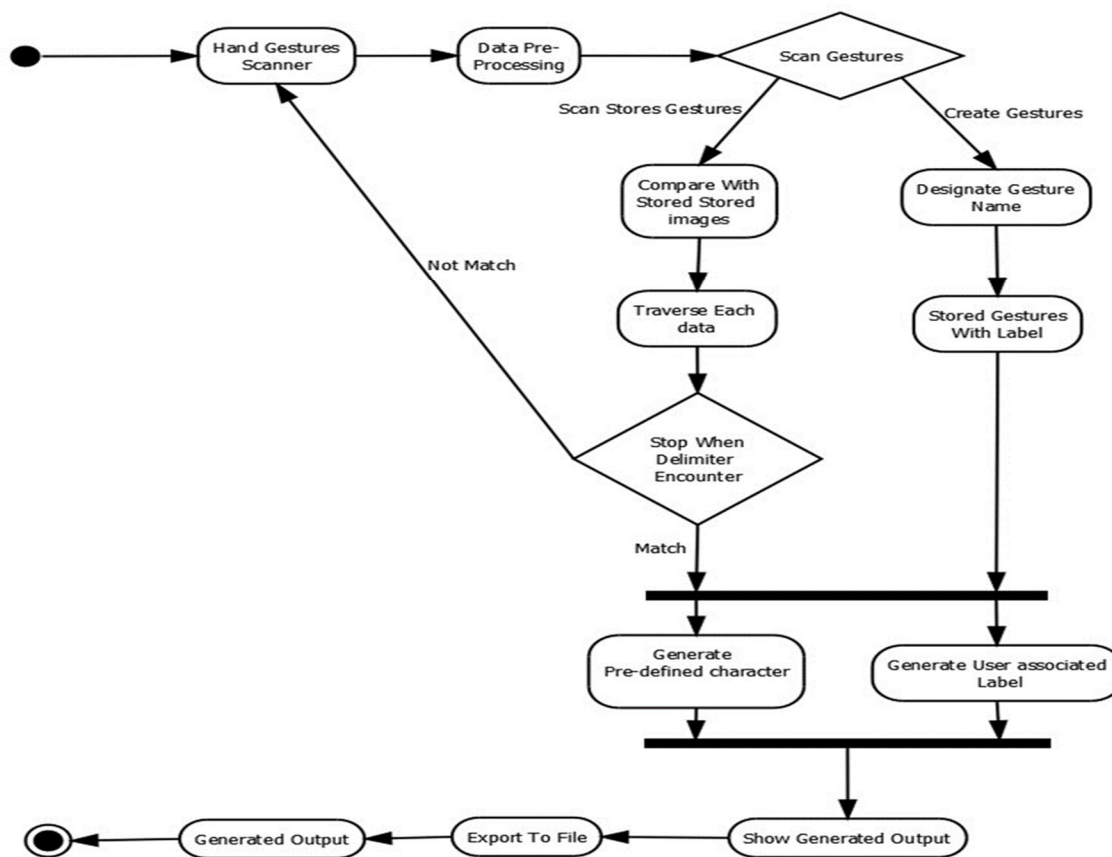 Hand Gestures
Scanner
Data Pre-
Processing
Scan Gestures
Scan Stores Gestures
Create Gestures
Compare With
Stored Stored
images
Designate Gesture
Name
Not Match
Traverse Each
data
Stored Gestures
With Label
Stop When
Delimiter
Encounter
Match
Generate
Pre-defined character
Generate User associated
Label
Generated Output
Export To File
Show Generated Output